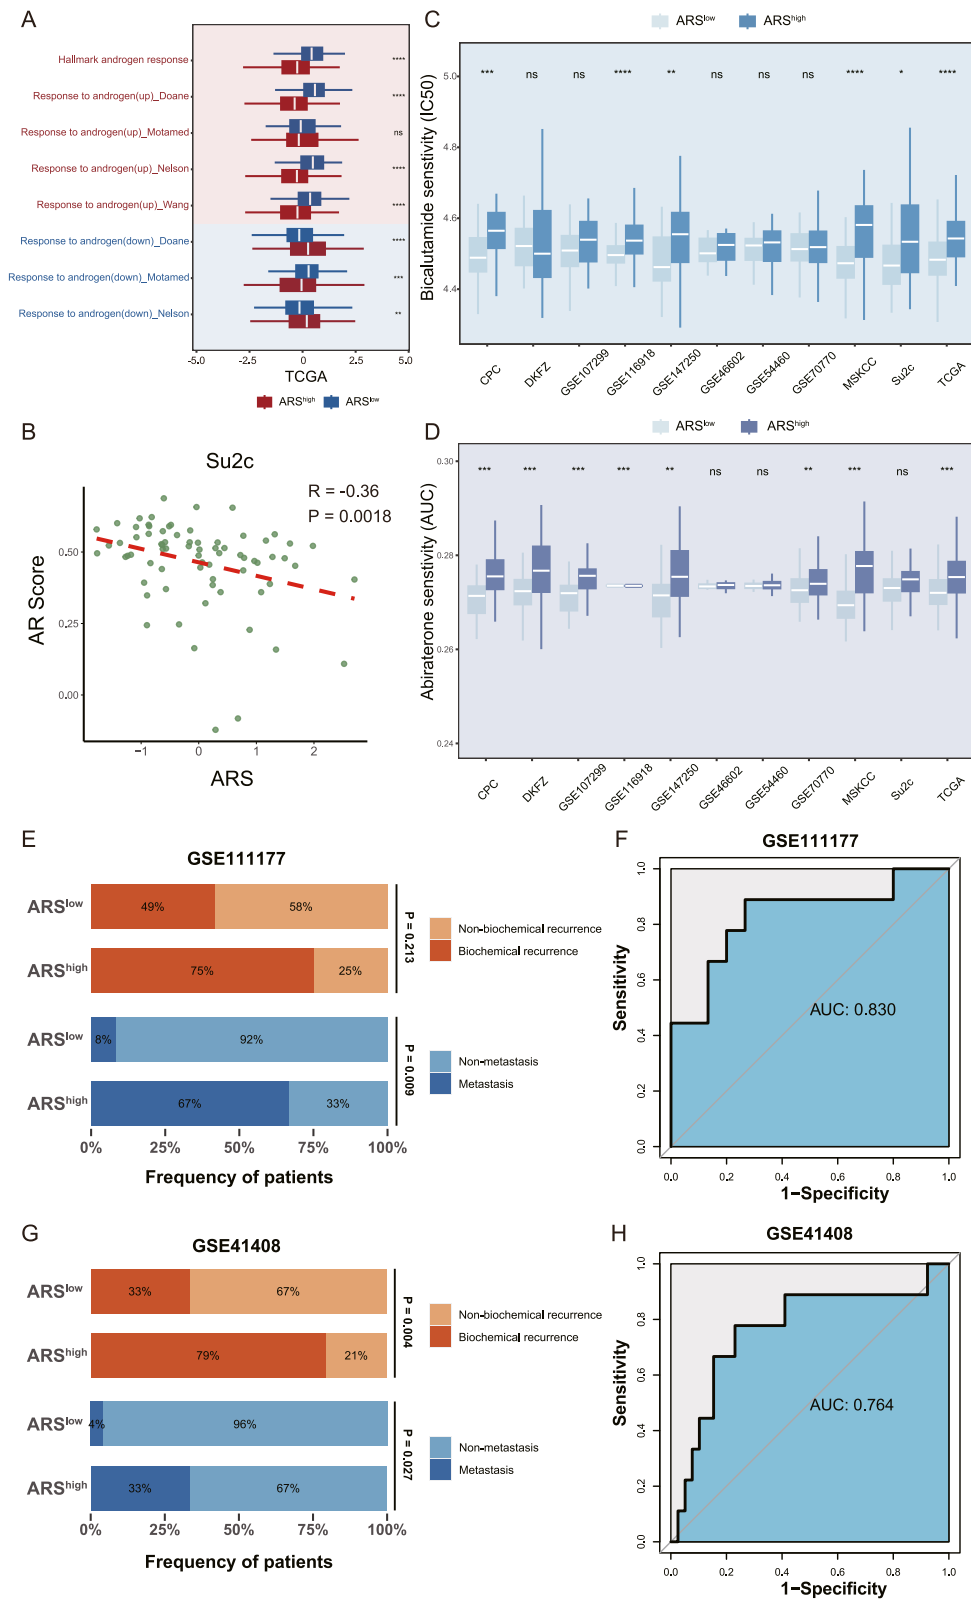 A
Hallmark androgen response
****
Response to androgen(up)_Doane
****
Response to androgen(up)_Motamed
ns
Response to androgen(up)_Nelson
****
Response to androgen(up)_Wang
****
Response to androgen(down)_Doane
****
Response to androgen(down)_Motamed
***
Response to androgen(down)_Nelson
**
-5.0 -2.5 0 2.5 5.0
TCGA
ARShigh ARSlow
B
Su2c
R = -0.36
P = 0.0018
AR Score
0.50
0.25
0.00
−1 0 1 2
ARS
C
ARSlow ARShigh
Bicalutamide senstivity (IC50)
*** ns ns **** ** ns ns ns **** * ****
5.0
4.8
4.6
4.4
CPC DKFZ GSE107299 GSE116918 GSE147250 GSE46602 GSE54460 GSE70770 MSKCC Su2c TCGA
D
ARSlow ARShigh
Abiraterone senstivity (AUC)
*** *** *** *** ** ns ns ** *** ns ***
0.30
0.28
0.26
0.24
CPC DKFZ GSE107299 GSE116918 GSE147250 GSE46602 GSE54460 GSE70770 MSKCC Su2c TCGA
E
GSE111177
ARSlow 49% 58%
ARShigh 75% 25%
P = 0.213
Non-biochemical recurrence
Biochemical recurrence
ARSlow 8% 92%
ARShigh 67% 33%
P = 0.009
Non-metastasis
Metastasis
0% 25% 50% 75% 100%
Frequency of patients
F
GSE111177
Sensitivity
1.0
0.8
0.6
0.4
0.2
0.0
AUC: 0.830
0.0 0.2 0.4 0.6 0.8 1.0
1−Specificity
G
GSE41408
ARSlow 33% 67%
ARShigh 79% 21%
P = 0.004
Non-biochemical recurrence
Biochemical recurrence
ARSlow 4% 96%
ARShigh 33% 67%
P = 0.027
Non-metastasis
Metastasis
0% 25% 50% 75% 100%
Frequency of patients
H
GSE41408
Sensitivity
1.0
0.8
0.6
0.4
0.2
0.0
AUC: 0.764
0.0 0.2 0.4 0.6 0.8 1.0
1−Specificity